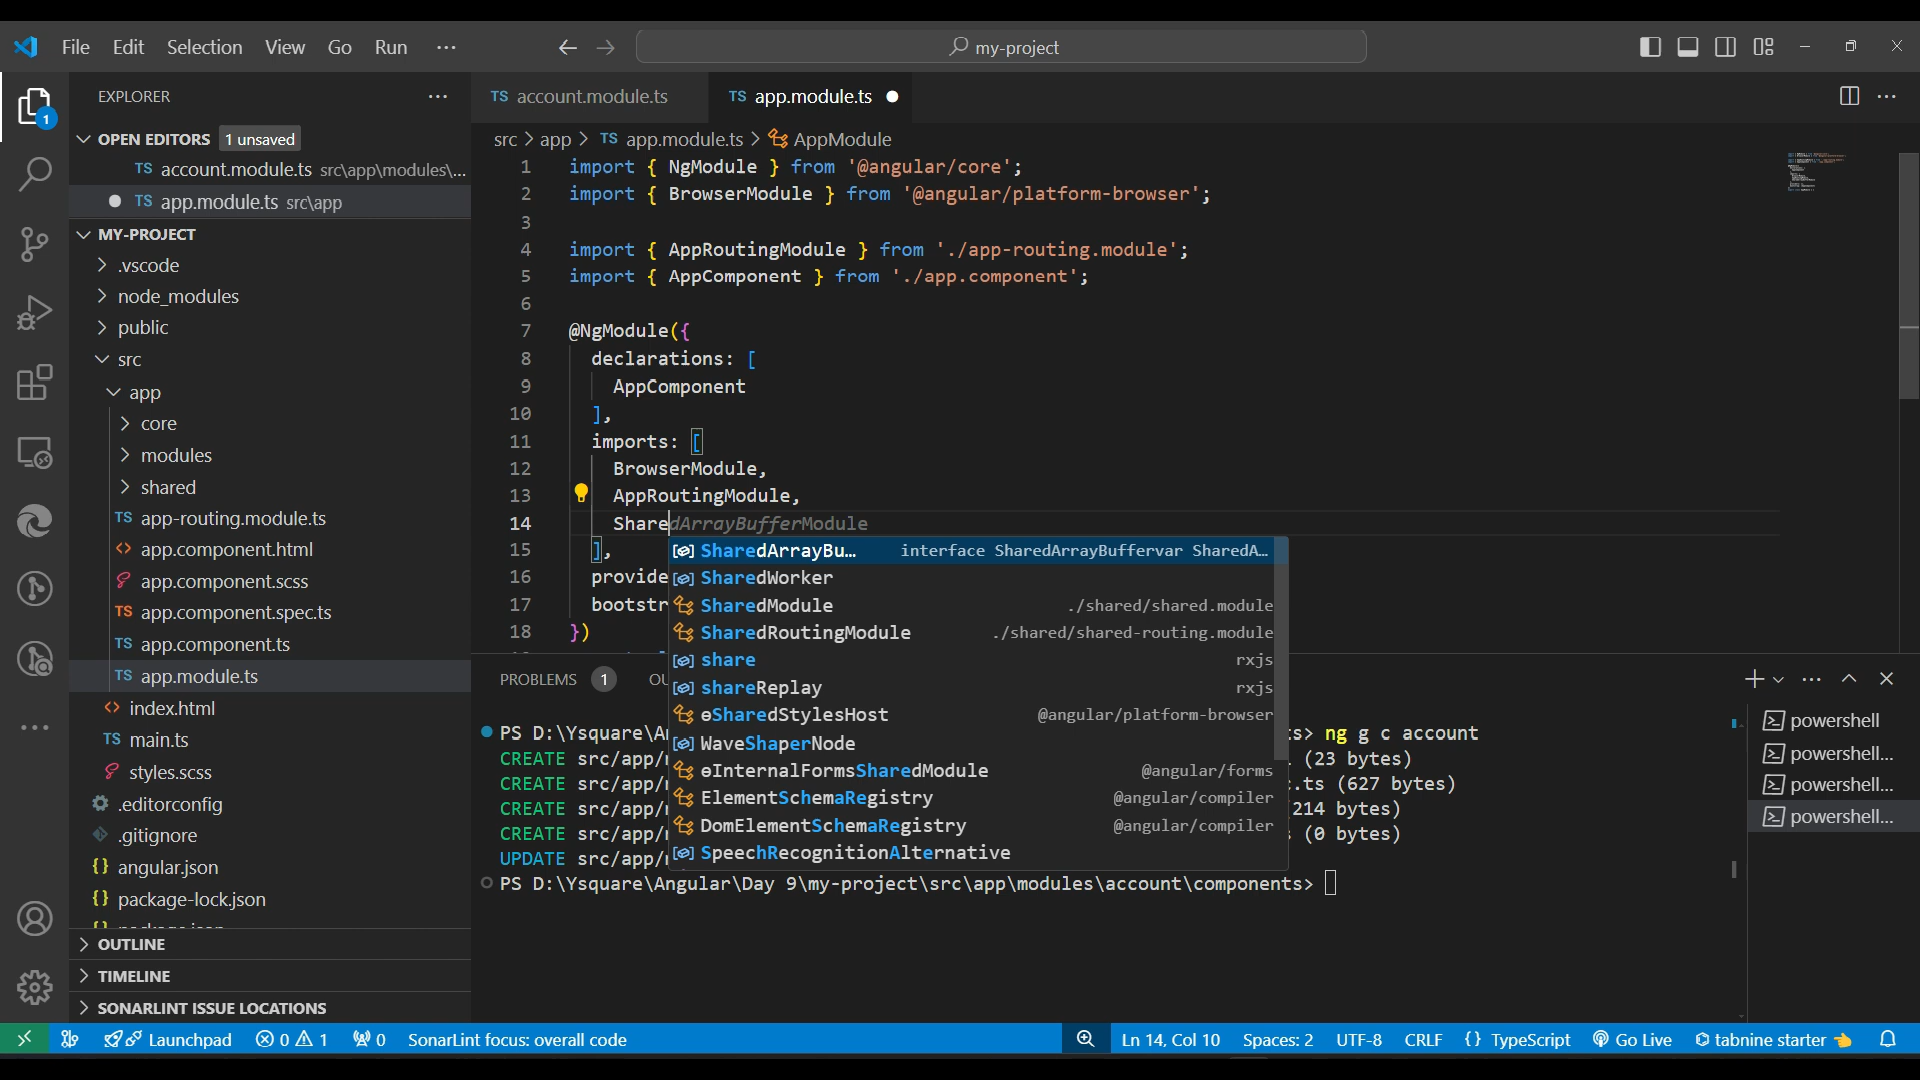 File Edit Selection View Go Run ...
my-project
EXPLORER
OPEN EDITORS 1 unsaved
TS account.module.ts src\app\modules\...
TS app.module.ts src\app
MY-PROJECT
.vscode
node_modules
public
src
app
core
modules
shared
TS app-routing.module.ts
<> app.component.html
app.component.scss
TS app.component.spec.ts
TS app.component.ts
TS app.module.ts
<> index.html
TS main.ts
styles.scss
.editorconfig
.gitignore
{} angular.json
{} package-lock.json
OUTLINE
TIMELINE
SONARLINT ISSUE LOCATIONS
1
TS account.module.ts
TS app.module.ts
src > app > TS app.module.ts > AppModule
1 import { NgModule } from '@angular/core';
2 import { BrowserModule } from '@angular/platform-browser';
3
4 import { AppRoutingModule } from './app-routing.module';
5 import { AppComponent } from './app.component';
6
7 @NgModule({
8 declarations: [
9 AppComponent
10 ],
11 imports: [
12 BrowserModule,
13 AppRoutingModule,
14 SharedArrayBufferModule
15 ],
16 provide
17 bootstr
18 })
SharedArrayBu... interface SharedArrayBuffervar SharedA...
SharedWorker
SharedModule ./shared/shared.module
SharedRoutingModule ./shared/shared-routing.module
share rxjs
shareReplay rxjs
ɵSharedStylesHost @angular/platform-browser
WaveShaperNode
ɵInternalFormsSharedModule @angular/forms
ElementSchemaRegistry @angular/compiler
DomElementSchemaRegistry @angular/compiler
SpeechRecognitionAlternative
PROBLEMS 1 OU
PS D:\Ysquare\A s> ng g c account
CREATE src/app/ (23 bytes)
CREATE src/app/ .ts (627 bytes)
CREATE src/app/ 214 bytes)
CREATE src/app/ (0 bytes)
UPDATE src/app/
PS D:\Ysquare\Angular\Day 9\my-project\src\app\modules\account\components>
powershell
powershell...
powershell...
powershell...
Launchpad 0 1 0 SonarLint focus: overall code Ln 14, Col 10 Spaces: 2 UTF-8 CRLF {} TypeScript Go Live tabnine starter